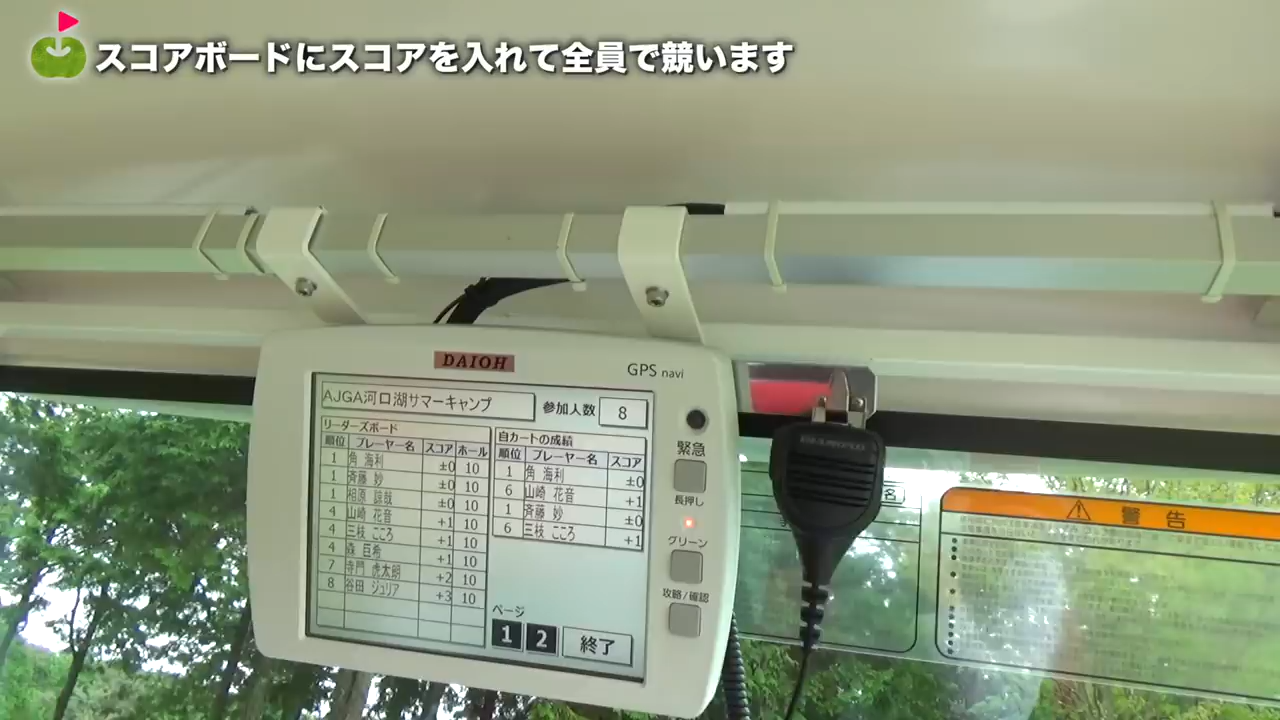 スコアボードにスコアを入れて全員で競います
DAIOH
GPS navi
AJGA河口湖サマーキャンプ 参加人数 8
リーダーズボード
順位 プレーヤー名 スコア ホール
1 角 海利 ±0 10
1 斉藤 妙 ±0 10
1 相原 諒哉 ±0 10
4 山崎 花音 +1 10
4 三枝 こころ +1 10
4 森 巨希 +1 10
7 寺門 虎太朗 +2 10
8 谷田 ジュリア +3 10
自カートの成績
順位 プレーヤー名 スコア
1 角 海利 ±0
6 山崎 花音 +1
1 斉藤 妙 ±0
6 三枝 こころ +1
ページ
1 2 終了
緊急
長押し
グリーン
攻略/確認
警告